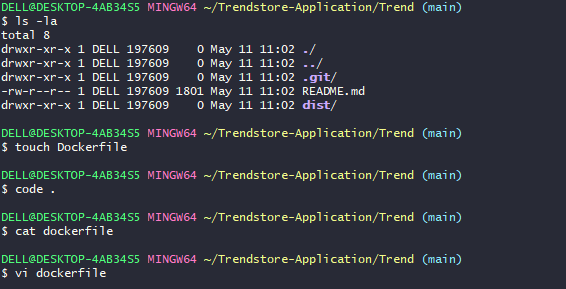 DELL@DESKTOP-4AB34S5 MINGW64 ~/Trendstore-Application/Trend (main)
$ ls -la
total 8
drwxr-xr-x 1 DELL 197609    0 May 11 11:02 ./
drwxr-xr-x 1 DELL 197609    0 May 11 11:02 ../
drwxr-xr-x 1 DELL 197609    0 May 11 11:02 .git/
-rw-r--r-- 1 DELL 197609 1801 May 11 11:02 README.md
drwxr-xr-x 1 DELL 197609    0 May 11 11:02 dist/
DELL@DESKTOP-4AB34S5 MINGW64 ~/Trendstore-Application/Trend (main)
$ touch Dockerfile
DELL@DESKTOP-4AB34S5 MINGW64 ~/Trendstore-Application/Trend (main)
$ code .
DELL@DESKTOP-4AB34S5 MINGW64 ~/Trendstore-Application/Trend (main)
$ cat dockerfile
DELL@DESKTOP-4AB34S5 MINGW64 ~/Trendstore-Application/Trend (main)
$ vi dockerfile